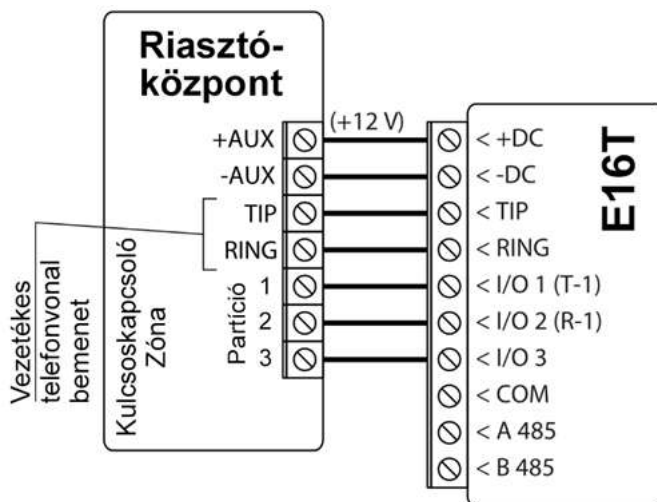 Riasztó-
központ
+AUX
-AUX
TIP
RING
1
2
3
Partíció
Kulcsoskapcsoló
Zóna
Vezetékes
telefonvonal
bemenet
(+12 V)
< +DC
< -DC
< TIP
< RING
< I/O 1 (T-1)
< I/O 2 (R-1)
< I/O 3
< COM
< A 485
< B 485
E16T